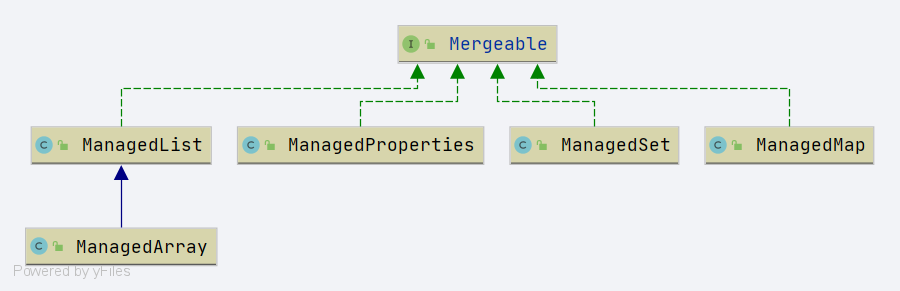 I Mergeable
C ManagedList
C ManagedProperties
C ManagedSet
C ManagedMap
C ManagedArray
Powered by yFiles